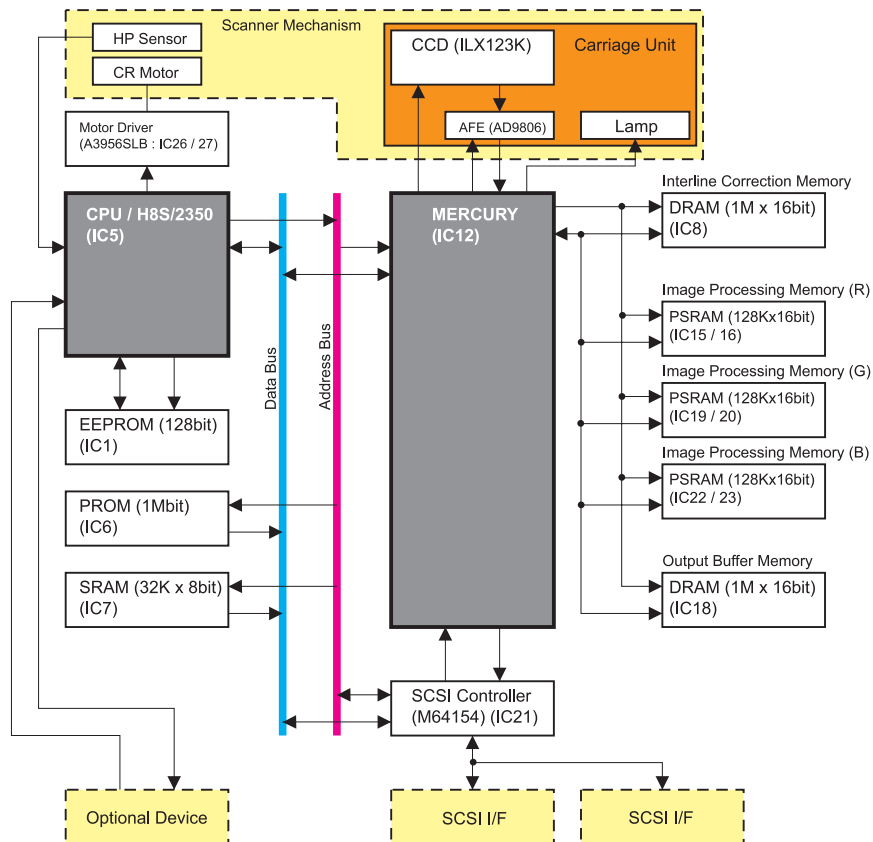 Scanner Mechanism
HP Sensor
CR Motor
Motor Driver
(A3956SLB : IC26 / 27)
CCD (ILX123K)
Carriage Unit
AFE (AD9806)
Lamp
CPU / H8S/2350
(IC5)
MERCURY
(IC12)
Interline Correction Memory
DRAM (1M x 16bit)
(IC8)
Image Processing Memory (R)
PSRAM (128Kx16bit)
(IC15 / 16)
Image Processing Memory (G)
PSRAM (128Kx16bit)
(IC19 / 20)
Image Processing Memory (B)
PSRAM (128Kx16bit)
(IC22 / 23)
Output Buffer Memory
DRAM (1M x 16bit)
(IC18)
Data Bus
Address Bus
EEPROM (128bit)
(IC1)
PROM (1Mbit)
(IC6)
SRAM (32K x 8bit)
(IC7)
SCSI Controller
(M64154) (IC21)
Optional Device
SCSI I/F
SCSI I/F